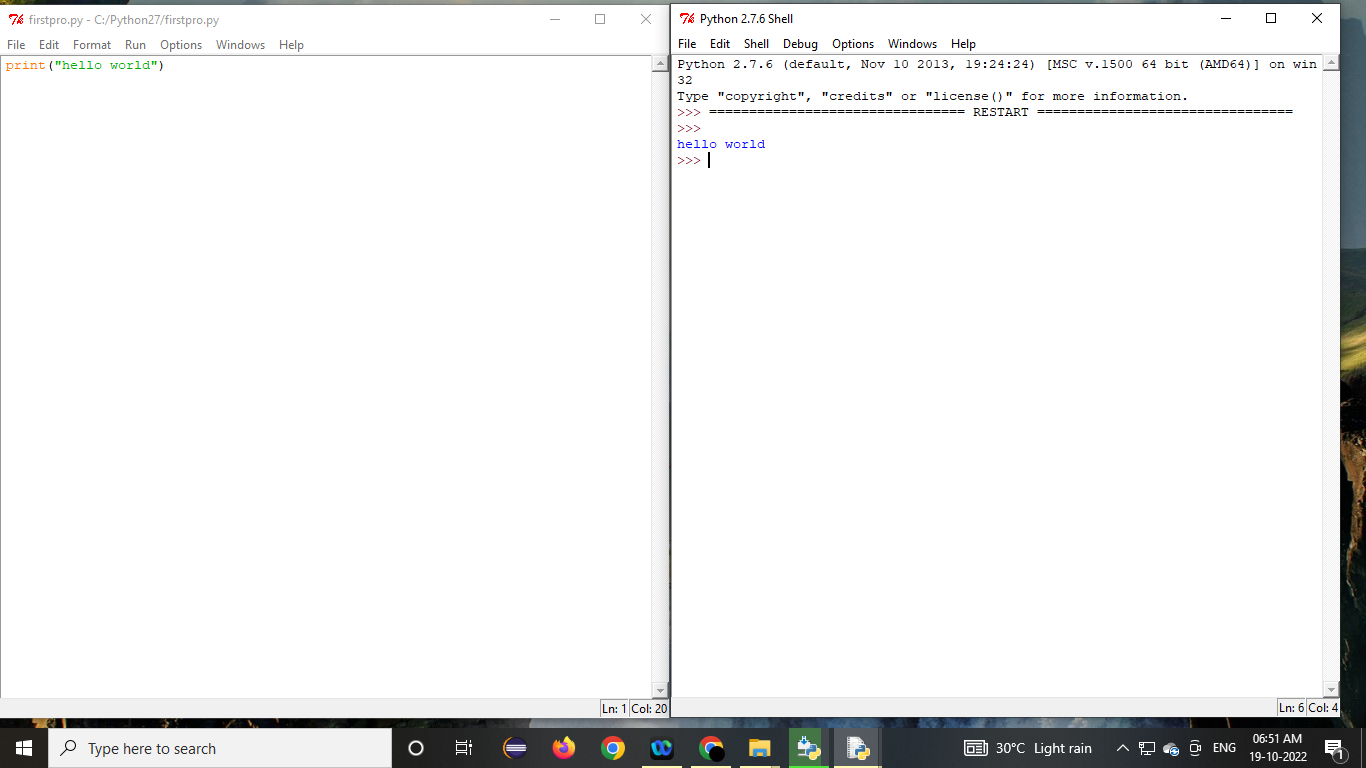 firstpro.py - C:/Python27/firstpro.py
File Edit Format Run Options Windows Help
print("hello world")
Ln: 1 Col: 20
Python 2.7.6 Shell
File Edit Shell Debug Options Windows Help
Python 2.7.6 (default, Nov 10 2013, 19:24:24) [MSC v.1500 64 bit (AMD64)] on win
32
Type "copyright", "credits" or "license()" for more information.
>>> ================================ RESTART ================================
>>>
hello world
>>>
Ln: 6 Col: 4
Type here to search
30°C Light rain
ENG
06:51 AM
19-10-2022
1